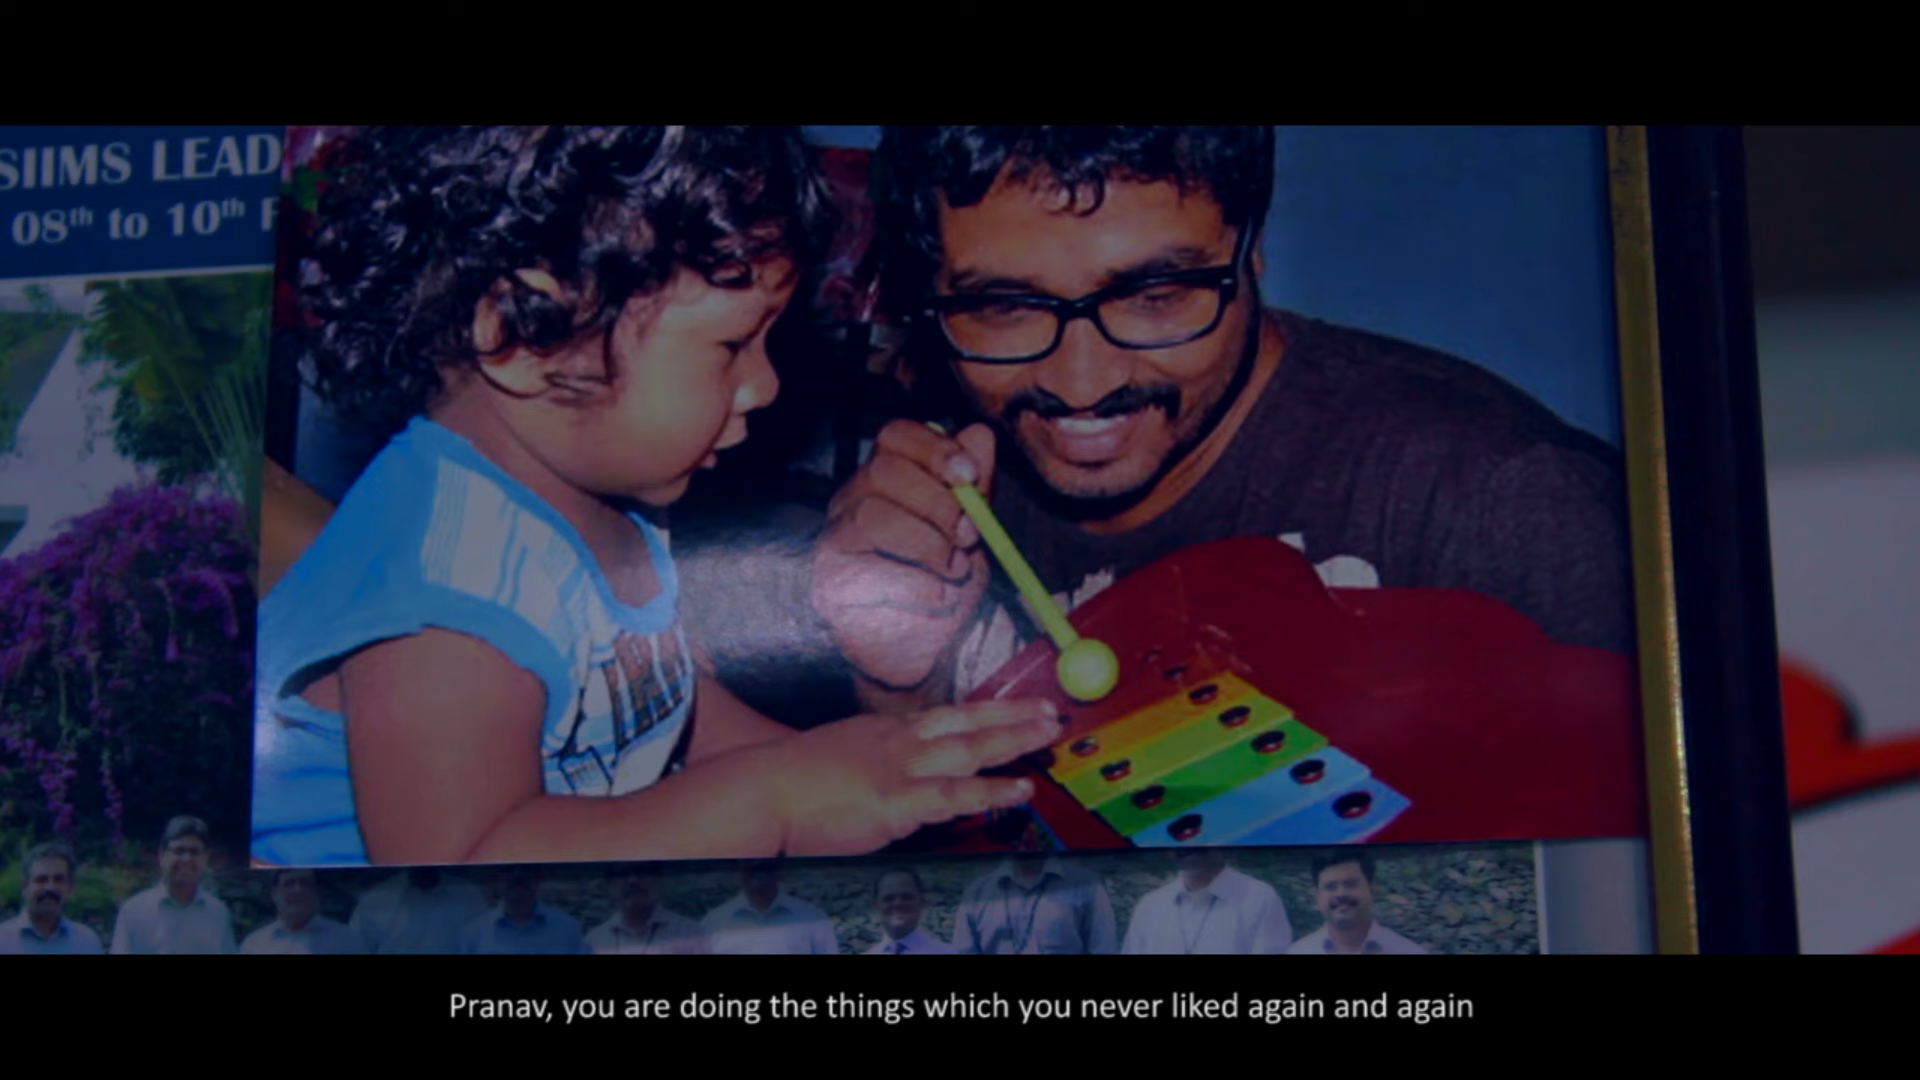 SIIMS LEAD
08th to 10th F
Pranav, you are doing the things which you never liked again and again